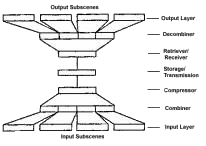 Output Subscenes
Output Layer
Decombiner
Retriever/
Receiver
Storage/
Transmission
Compressor
Combiner
Input Layer
Input Subscenes